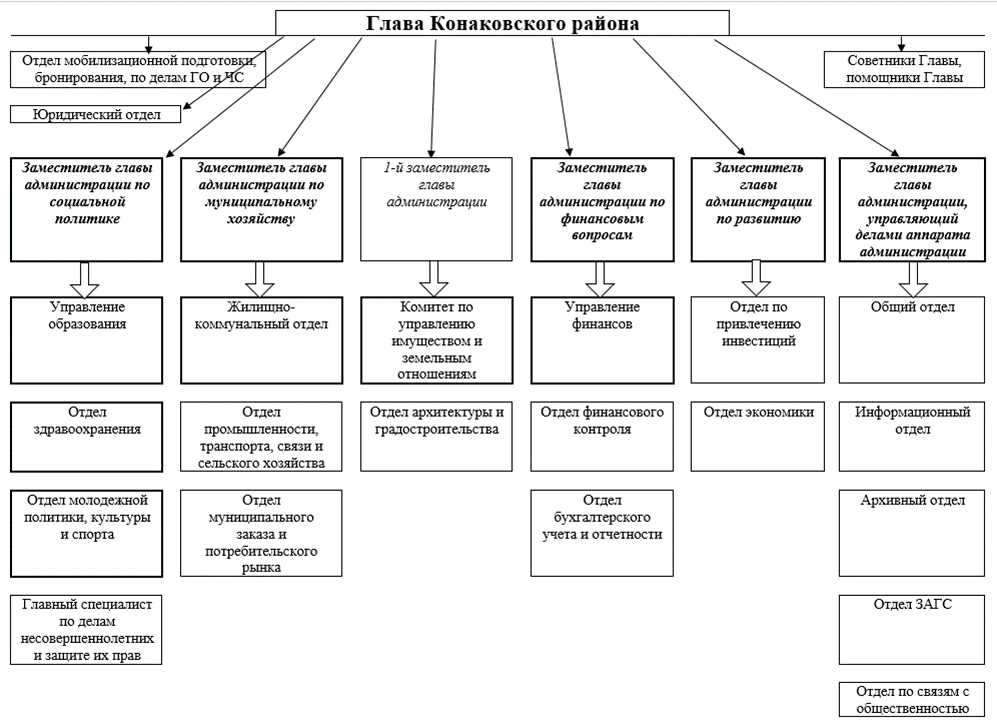 Глава Конаковского района
Отдел мобилизационной подготовки,
бронирования, по делам ГО и ЧС
Советники Главы,
помощники Главы
Юридический отдел
Заместитель главы
администрации по
социальной
политике
Заместитель главы
администрации по
муниципальному
хозяйству
1-й заместитель
главы
администрации
Заместитель
главы
администрации по
финансовым
вопросам
Заместитель
главы
администрации
по развитию
Заместитель
главы
администрации,
управляющий
делами аппарата
администрации
Управление
образования
Жилищно-
коммунальный отдел
Комитет по
управлению
имуществом и
земельным
отношениям
Управление
финансов
Отдел по
привлечению
инвестиций
Общий отдел
Отдел
здравоохранения
Отдел
промышленности,
транспорта, связи и
сельского хозяйства
Отдел архитектуры и
градостроительства
Отдел финансового
контроля
Отдел экономики
Информационный
отдел
Отдел молодежной
политики, культуры
и спорта
Отдел
муниципального
заказа и
потребительского
рынка
Отдел
бухгалтерского
учета и отчетности
Архивный отдел
Главный специалист
по делам
несовершеннолетних
и защите их прав
Отдел ЗАГС
Отдел по связям с
общественностью